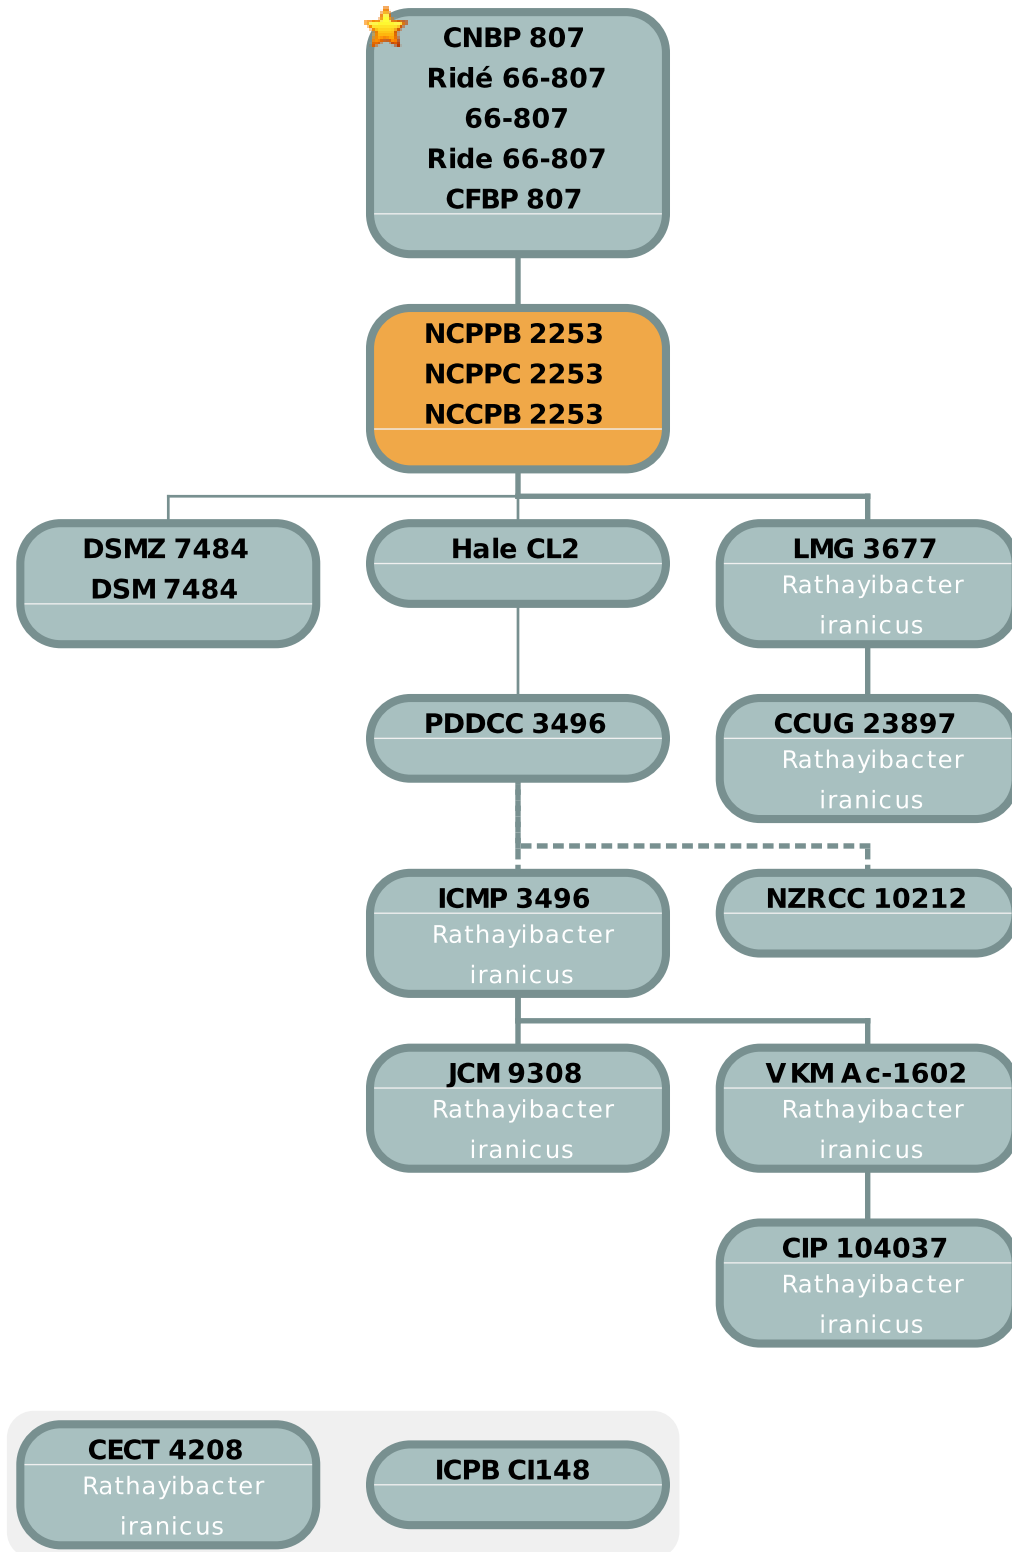 CNBP 807
Ridé 66-807
66-807
Ride 66-807
CFBP 807
NCPPB 2253
NCPPC 2253
NCCPB 2253
DSMZ 7484
DSM 7484
Hale CL2
LMG 3677
Rathayibacter
iranicus
PDDCC 3496
CCUG 23897
Rathayibacter
iranicus
ICMP 3496
Rathayibacter
iranicus
NZRCC 10212
JCM 9308
Rathayibacter
iranicus
VKM Ac-1602
Rathayibacter
iranicus
CIP 104037
Rathayibacter
iranicus
CECT 4208
Rathayibacter
iranicus
ICPB CI148